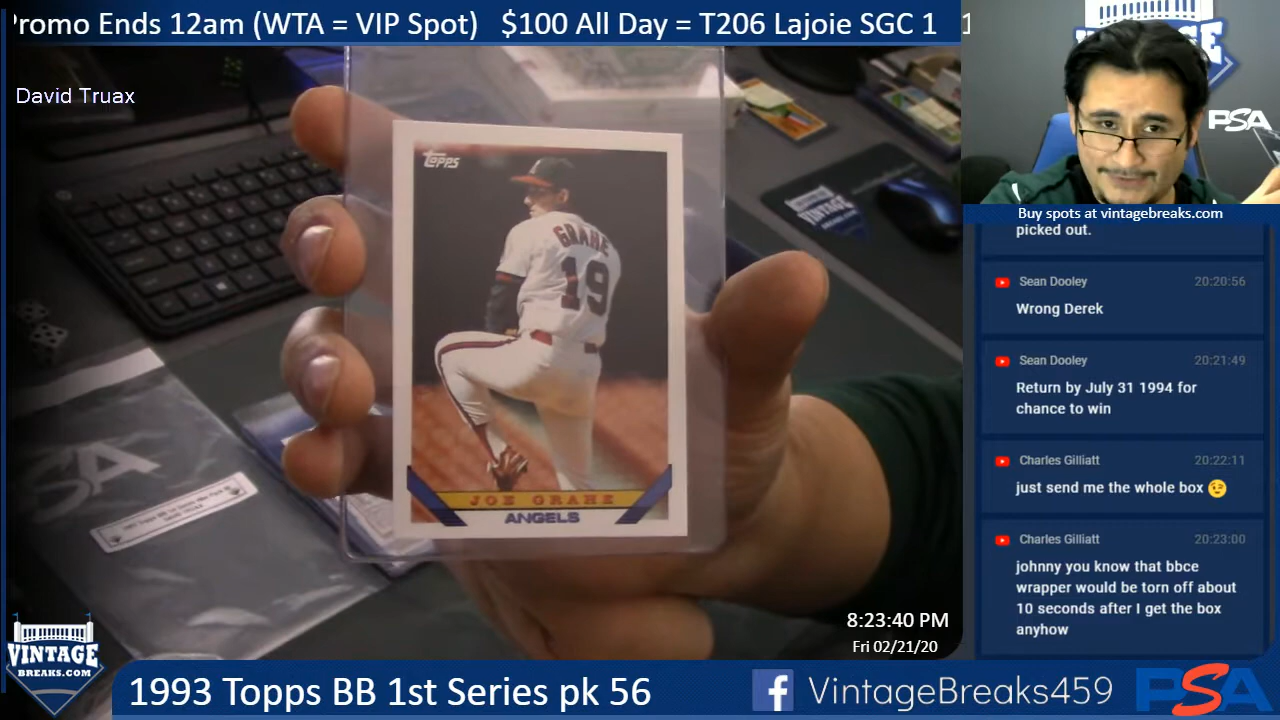 romo Ends 12am (WTA = VIP Spot) $100 All Day = T206 Lajoie SGC 1
David Truax
Topps
GRAHE
19
JOE GRAHE
ANGELS
VINTAGE
PSA
VINTAGE
PSA
Buy spots at vintagebreaks.com
picked out.
Sean Dooley 20:20:56
Wrong Derek
Sean Dooley 20:21:49
Return by July 31 1994 for
chance to win
Charles Gilliatt 20:22:11
just send me the whole box 😉
Charles Gilliatt 20:23:00
johnny you know that bbce
wrapper would be torn off about
10 seconds after I get the box
anyhow
8:23:40 PM
Fri 02/21/20
VINTAGE
BREAKS.COM
1993 Topps BB 1st Series pk 56
f VintageBreaks459
PSA